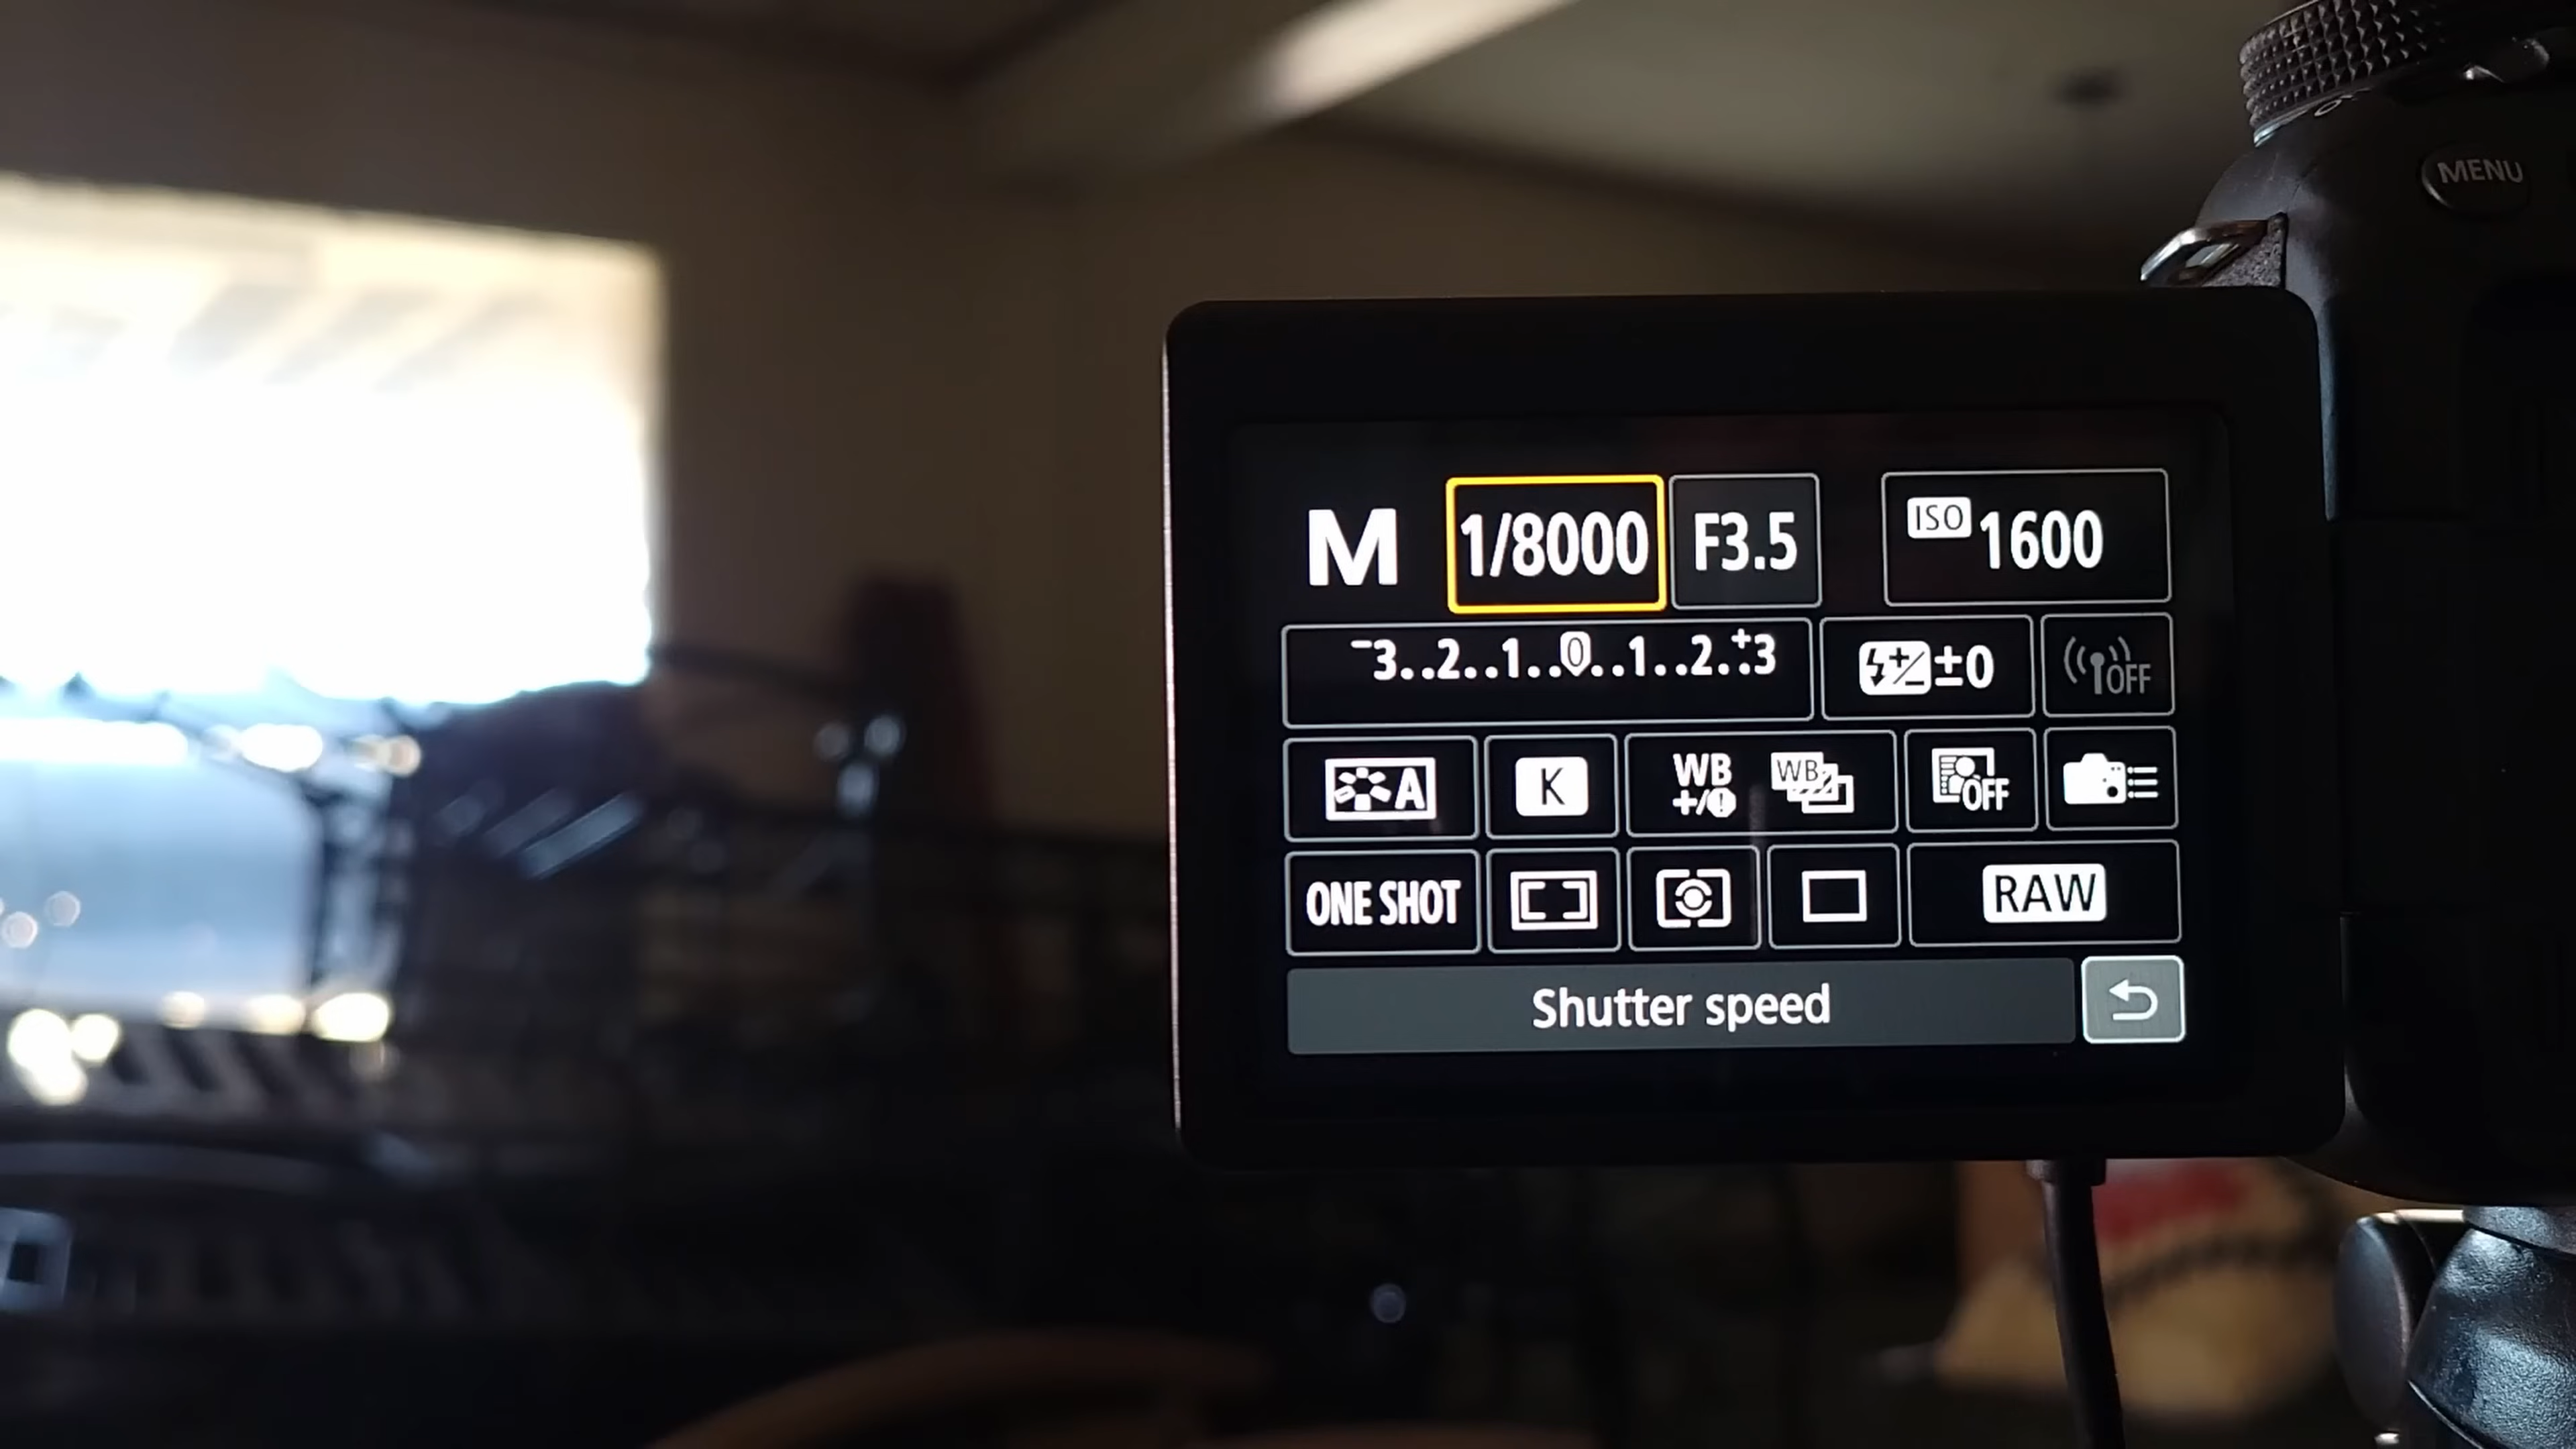 MENU
M 1/8000 F3.5 ISO 1600
-3..2..1..0..1..2..+3 ±0 OFF
A K WB +/- WB OFF
ONE SHOT RAW
Shutter speed